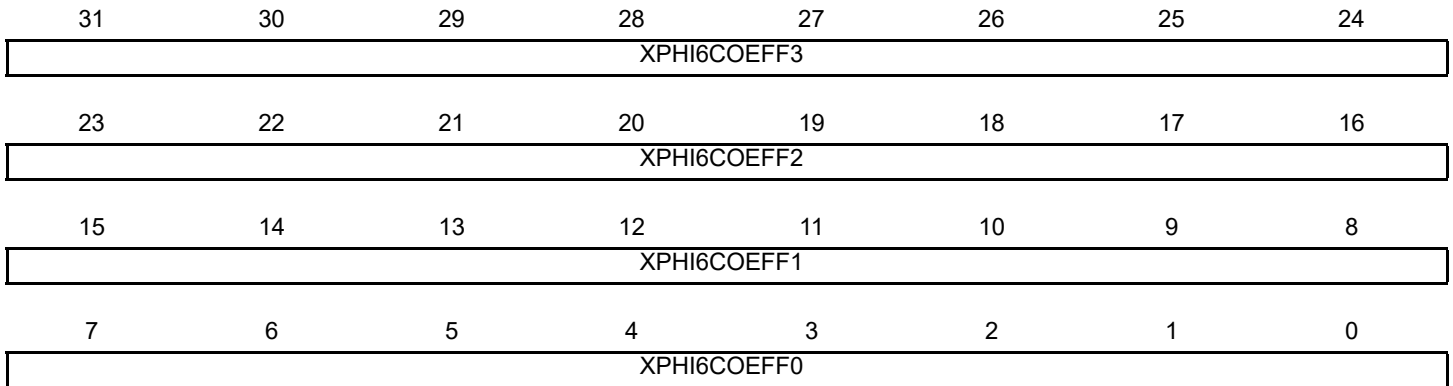 31 30 29 28 27 26 25 24
XPHI6COEFF3
23 22 21 20 19 18 17 16
XPHI6COEFF2
15 14 13 12 11 10 9 8
XPHI6COEFF1
7 6 5 4 3 2 1 0
XPHI6COEFF0